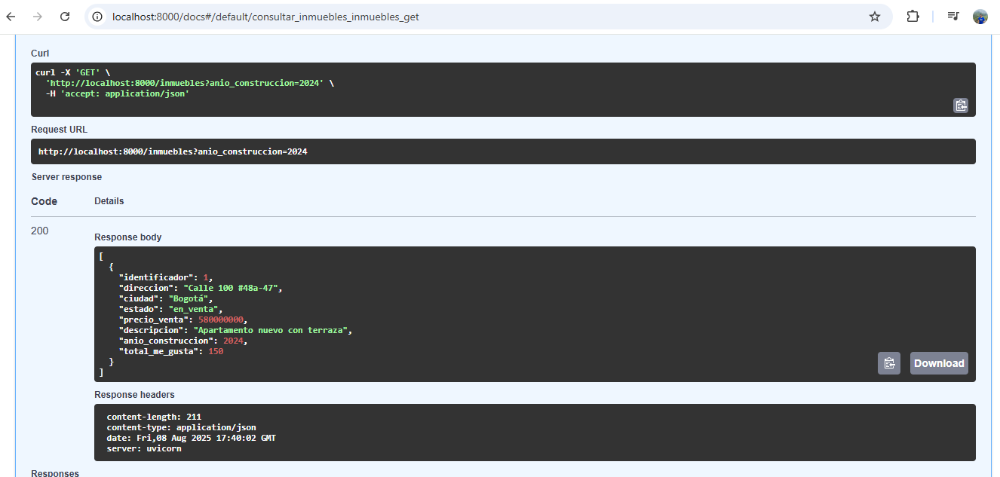 localhost:8000/docs#/default/consultar_inmuebles_inmuebles_get
Curl
curl -X 'GET' \
  'http://localhost:8000/inmuebles?anio_construccion=2024' \
  -H 'accept: application/json'
Request URL
http://localhost:8000/inmuebles?anio_construccion=2024
Server response
Code Details
200
Response body
[
  {
    "identificador": 1,
    "direccion": "Calle 100 #48a-47",
    "ciudad": "Bogotá",
    "estado": "en_venta",
    "precio_venta": 580000000,
    "descripcion": "Apartamento nuevo con terraza",
    "anio_construccion": 2024,
    "total_me_gusta": 150
  }
]
Download
Response headers
content-length: 211
content-type: application/json
date: Fri,08 Aug 2025 17:40:02 GMT
server: uvicorn
Responses